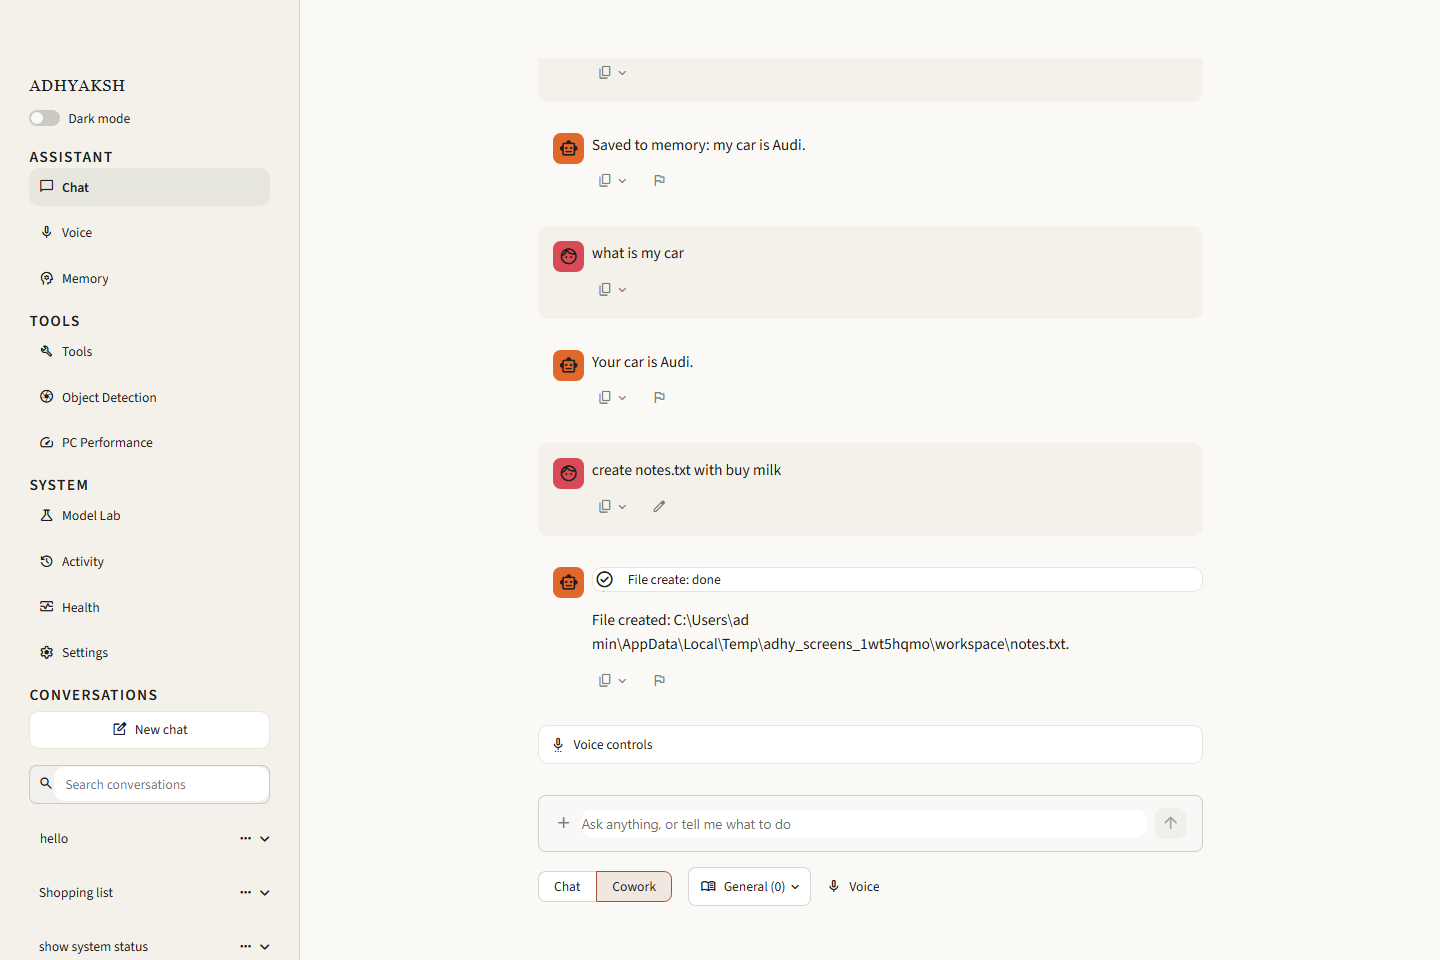 ADHYAKSH
Dark mode
ASSISTANT
Chat
Voice
Memory
TOOLS
Tools
Object Detection
PC Performance
SYSTEM
Model Lab
Activity
Health
Settings
CONVERSATIONS
New chat
Search conversations
hello
Shopping list
show system status
Saved to memory: my car is Audi.
what is my car
Your car is Audi.
create notes.txt with buy milk
File create: done
File created: C:\Users\ad
min\AppData\Local\Temp\adhy_screens_1wt5hqmo\workspace\notes.txt.
Voice controls
Ask anything, or tell me what to do
Chat
Cowork
General (0)
Voice